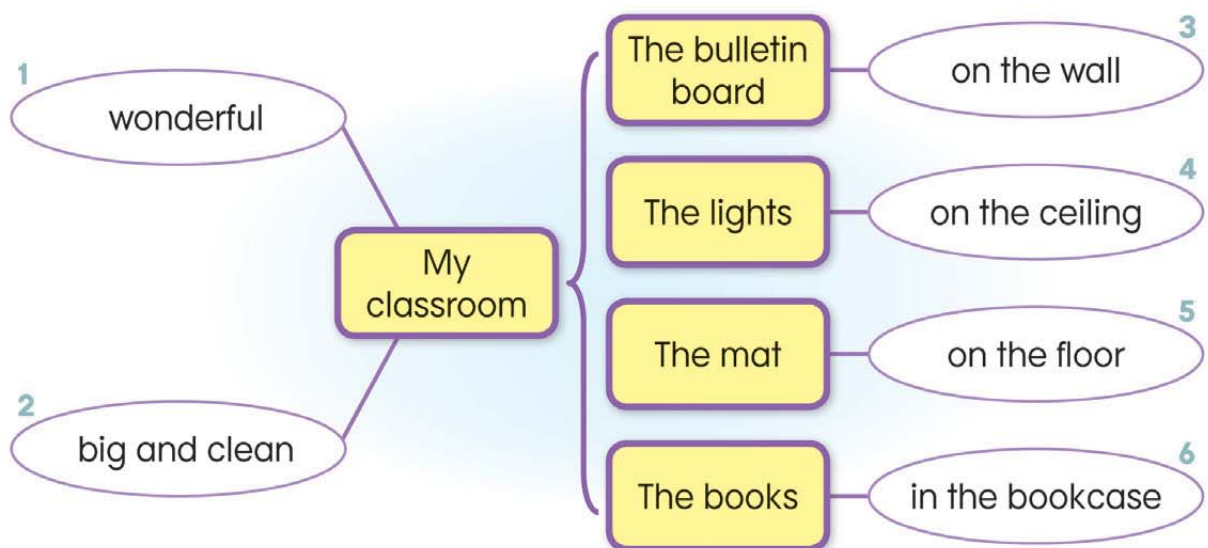 1
wonderful
2
big and clean
My
classroom
The bulletin
board
3
on the wall
The lights
4
on the ceiling
The mat
5
on the floor
The books
6
in the bookcase